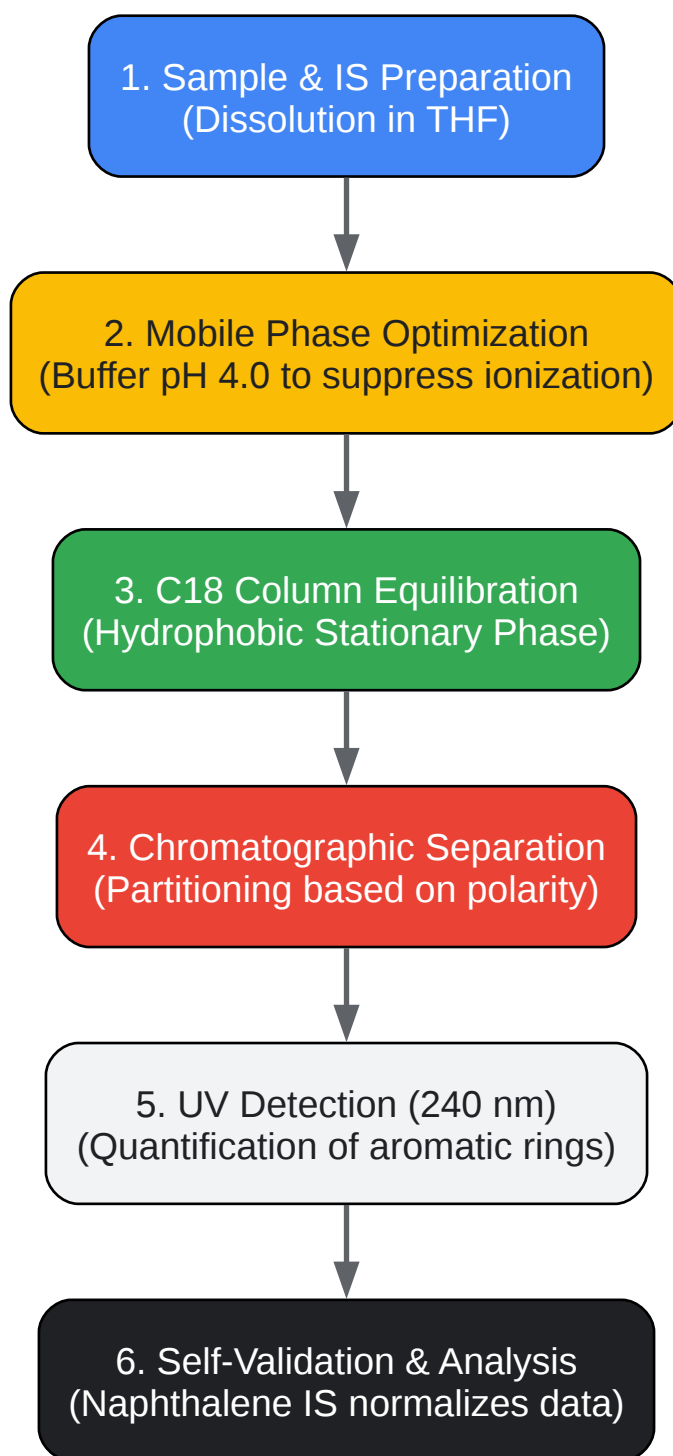 1. Sample & IS Preparation
(Dissolution in THF)
2. Mobile Phase Optimization
(Buffer pH 4.0 to suppress ionization)
3. C18 Column Equilibration
(Hydrophobic Stationary Phase)
4. Chromatographic Separation
(Partitioning based on polarity)
5. UV Detection (240 nm)
(Quantification of aromatic rings)
6. Self-Validation & Analysis
(Naphthalene IS normalizes data)